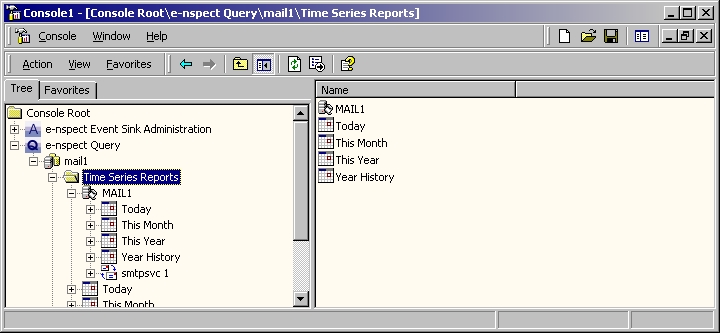 Console1 - [Console Root\e-nspect Query\mail1\Time Series Reports]
Console Window Help
Action View Favorites
Tree Favorites
Name
Console Root
e-nspect Event Sink Administration
e-nspect Query
mail1
Time Series Reports
MAIL1
Today
This Month
This Year
Year History
smtpsvc 1
Today
This Month
MAIL1
Today
This Month
This Year
Year History